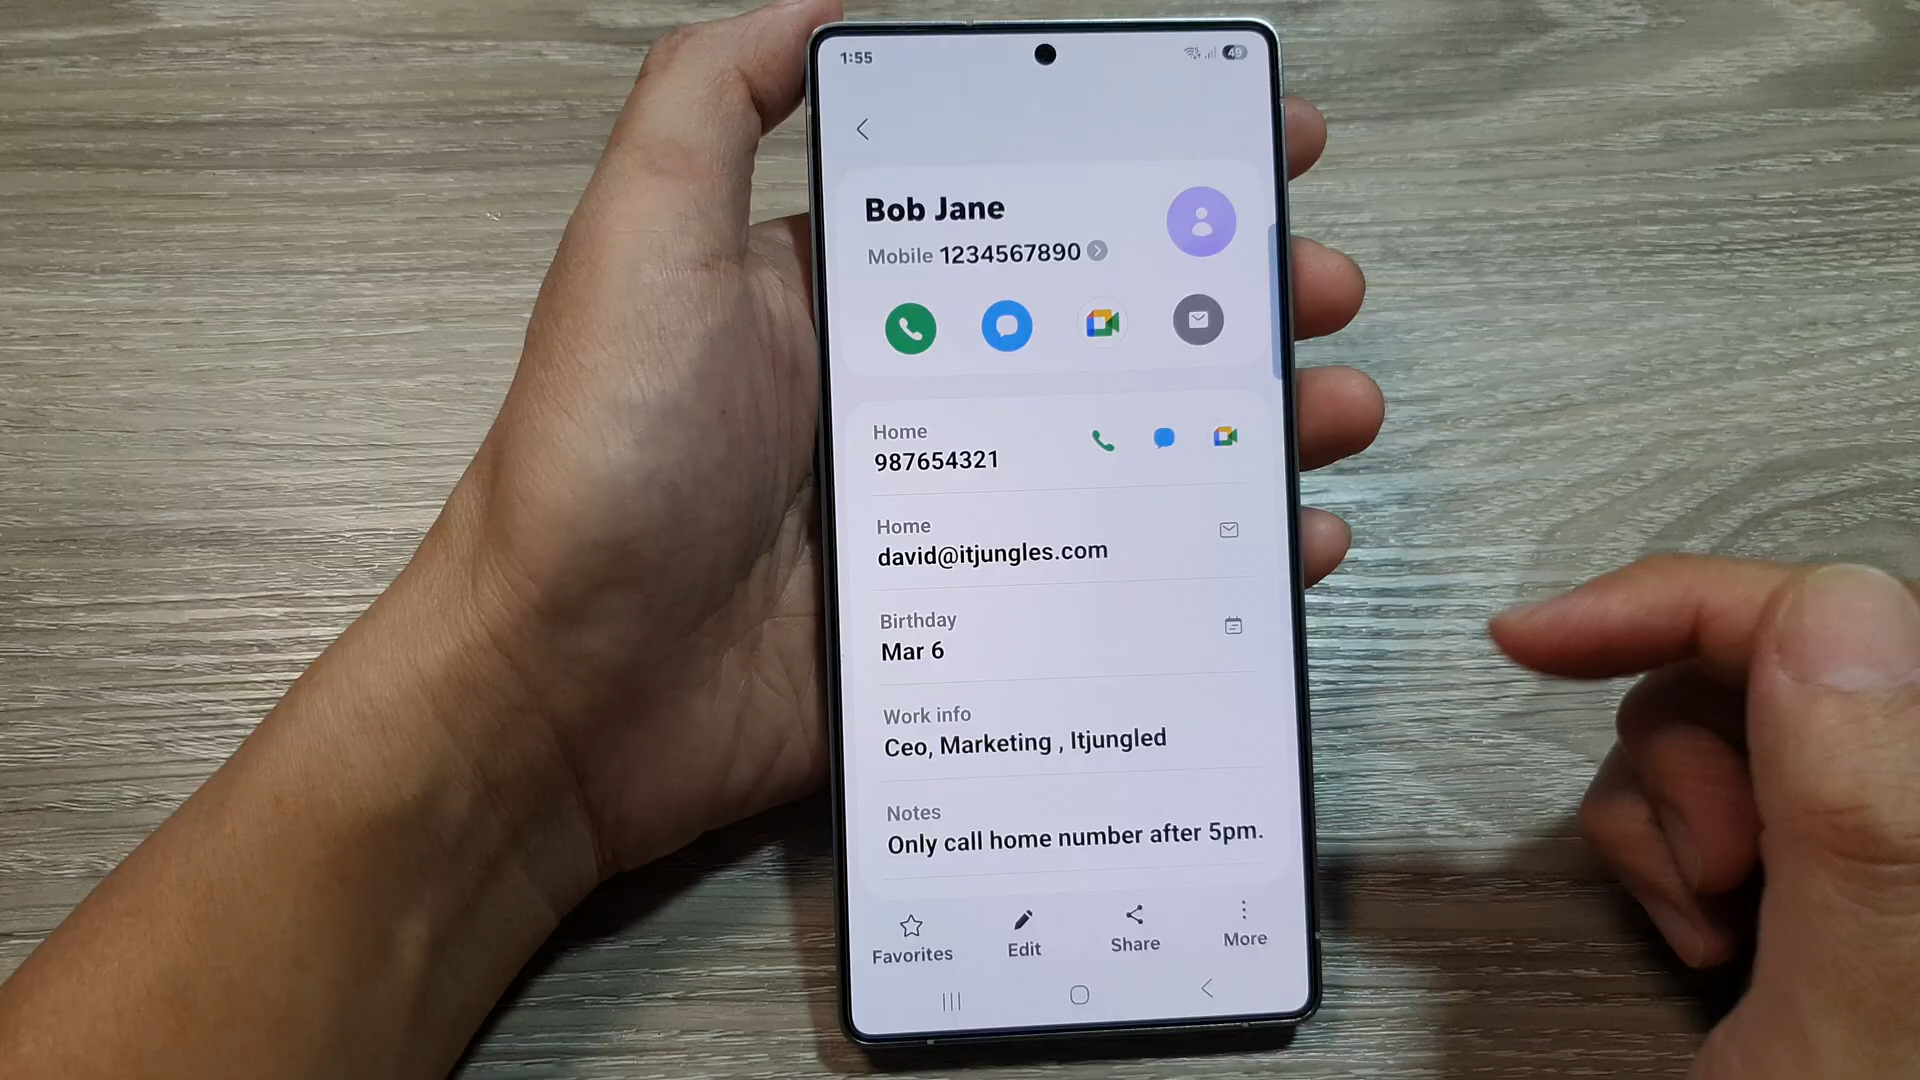 1:55
49
Bob Jane
Mobile 1234567890
Home
987654321
Home
david@itjungles.com
Birthday
Mar 6
Work info
Ceo, Marketing , Itjungled
Notes
Only call home number after 5pm.
Favorites
Edit
Share
More